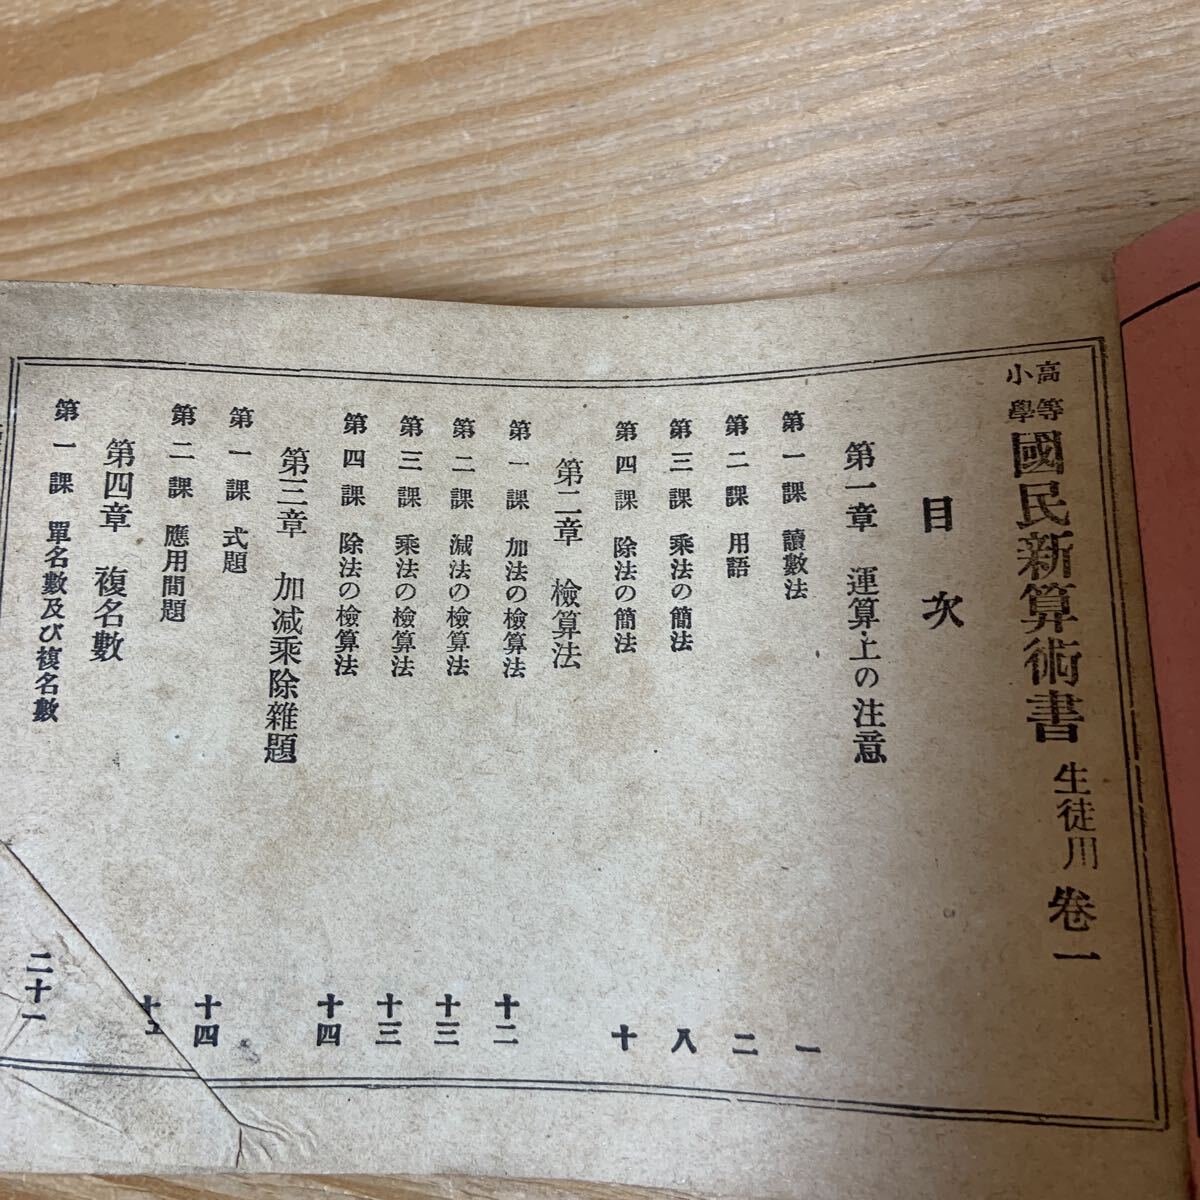 高等小學 國民新算術書 生徒用 卷一
目次
第一章 運算上の注意
第一課 讀數法 一
第二課 用語 二
第三課 乘法の簡法 八
第四課 除法の簡法 十
第二章 檢算法
第一課 加法の檢算法 十二
第二課 減法の檢算法 十三
第三課 乘法の檢算法 十三
第四課 除法の檢算法 十四
第三章 加減乘除雜題
第一課 式題 十四
第二課 應用問題 十五
第四章 複名數
第一課 單名數及び複名數 二十一